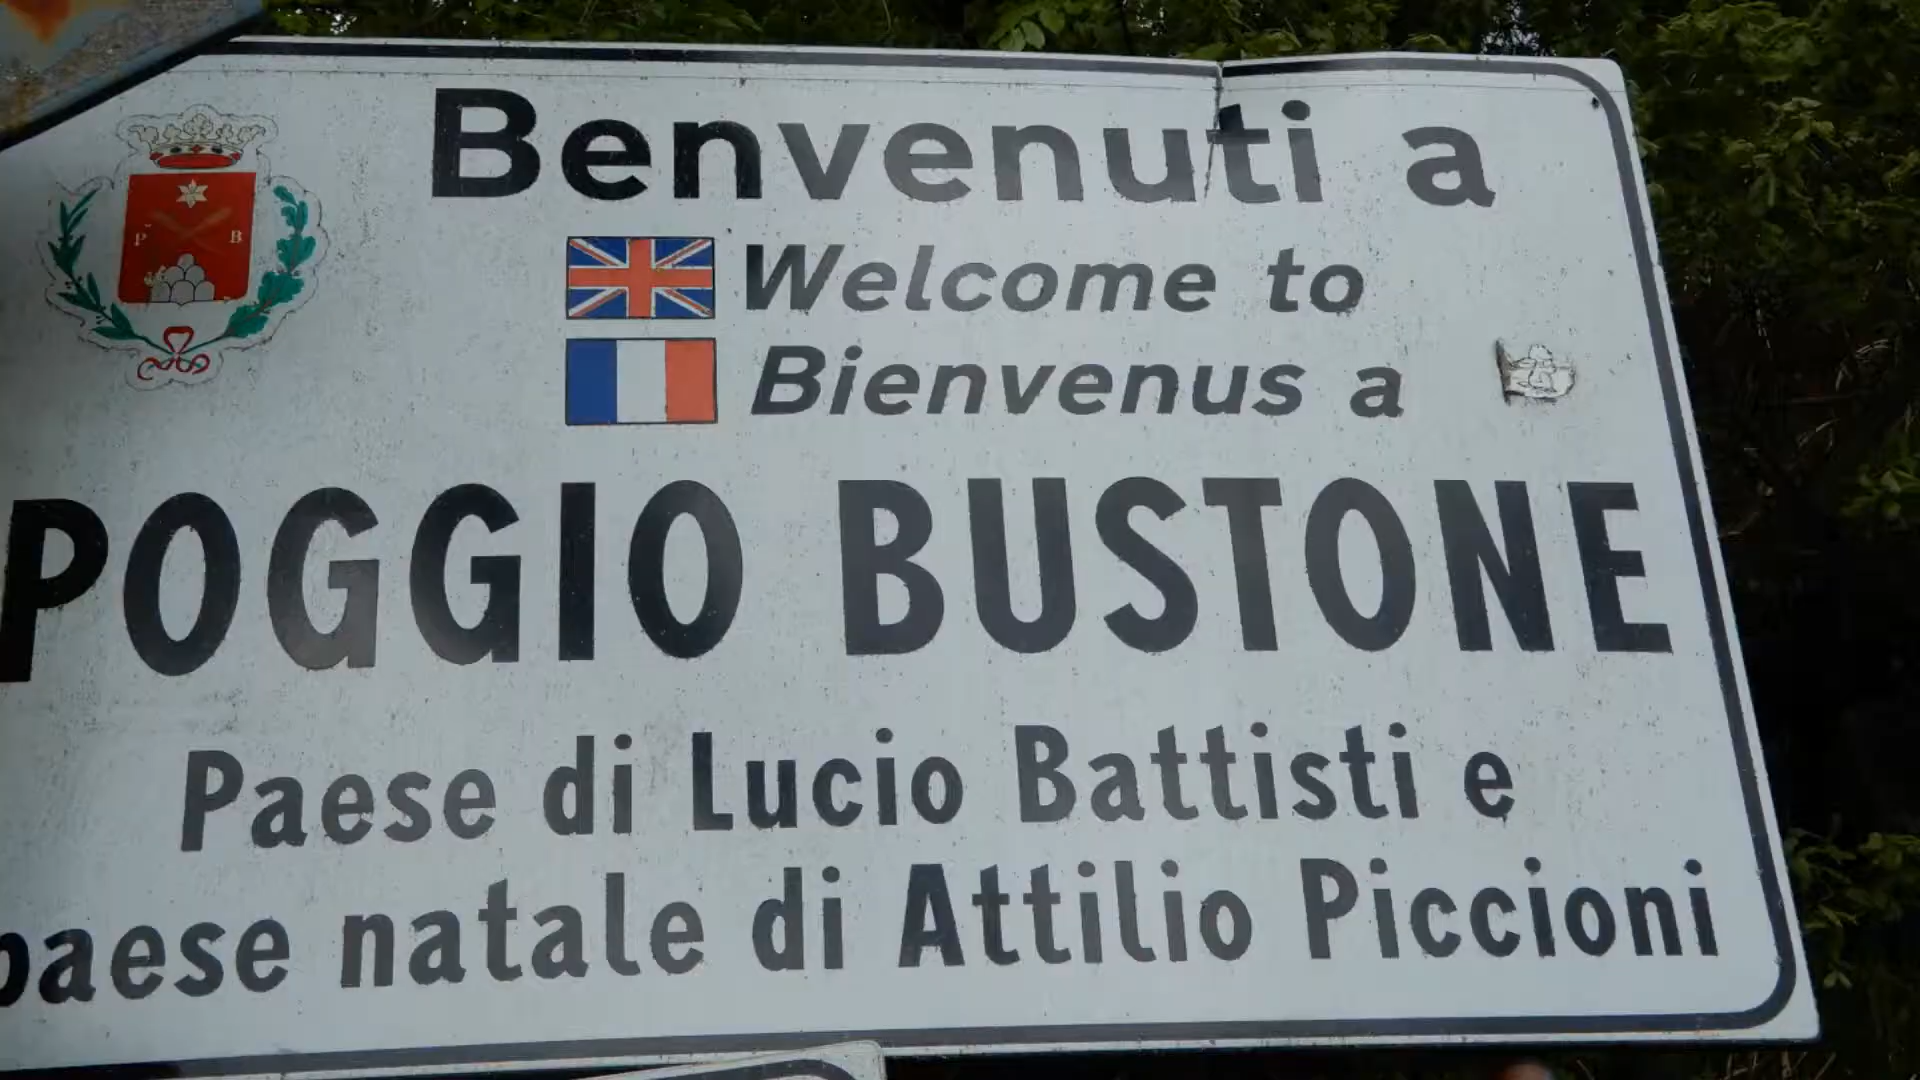 Benvenuti a
P B
Welcome to
Bienvenus a
POGGIO BUSTONE
Paese di Lucio Battisti e
paese natale di Attilio Piccioni